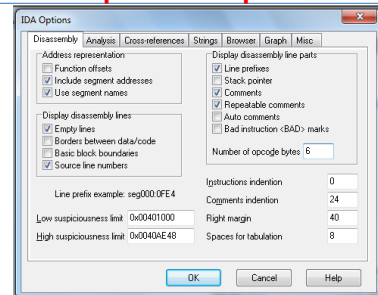 IDA Options
Disassembly Analysis Cross-references Strings Browser Graph Misc
Address representation
Function offsets
Include segment addresses
Use segment names
Display disassembly lines
Empty lines
Borders between data/code
Basic block boundaries
Source line numbers
Line prefix example: seg000:0FE4
Low suspiciousness limit 0x00401000
High suspiciousness limit 0x0040AE48
Display disassembly line parts
Line prefixes
Stack pointer
Comments
Repeatable comments
Auto comments
Bad instruction <BAD> marks
Number of opcode bytes 6
Instructions indention 0
Comments indention 24
Right margin 40
Spaces for tabulation 8
OK Cancel Help